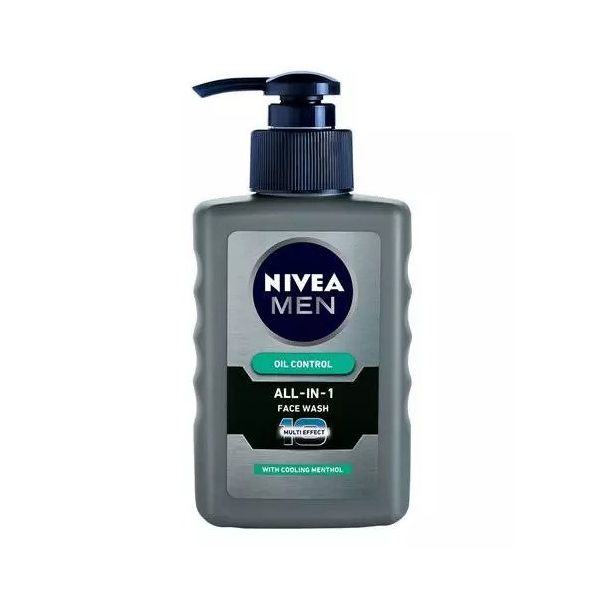 NIVEA
MEN
OIL CONTROL
ALL-IN-1
FACE WASH
10
MULTI EFFECT
WITH COOLING MENTHOL